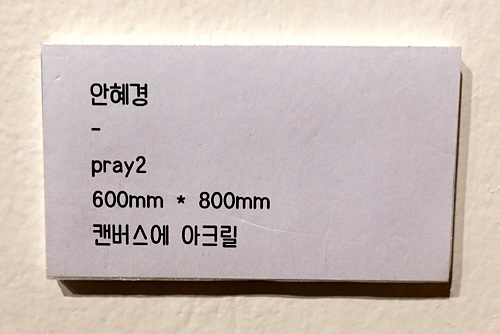 안혜경
-
pray2
600mm * 800mm
캔버스에 아크릴